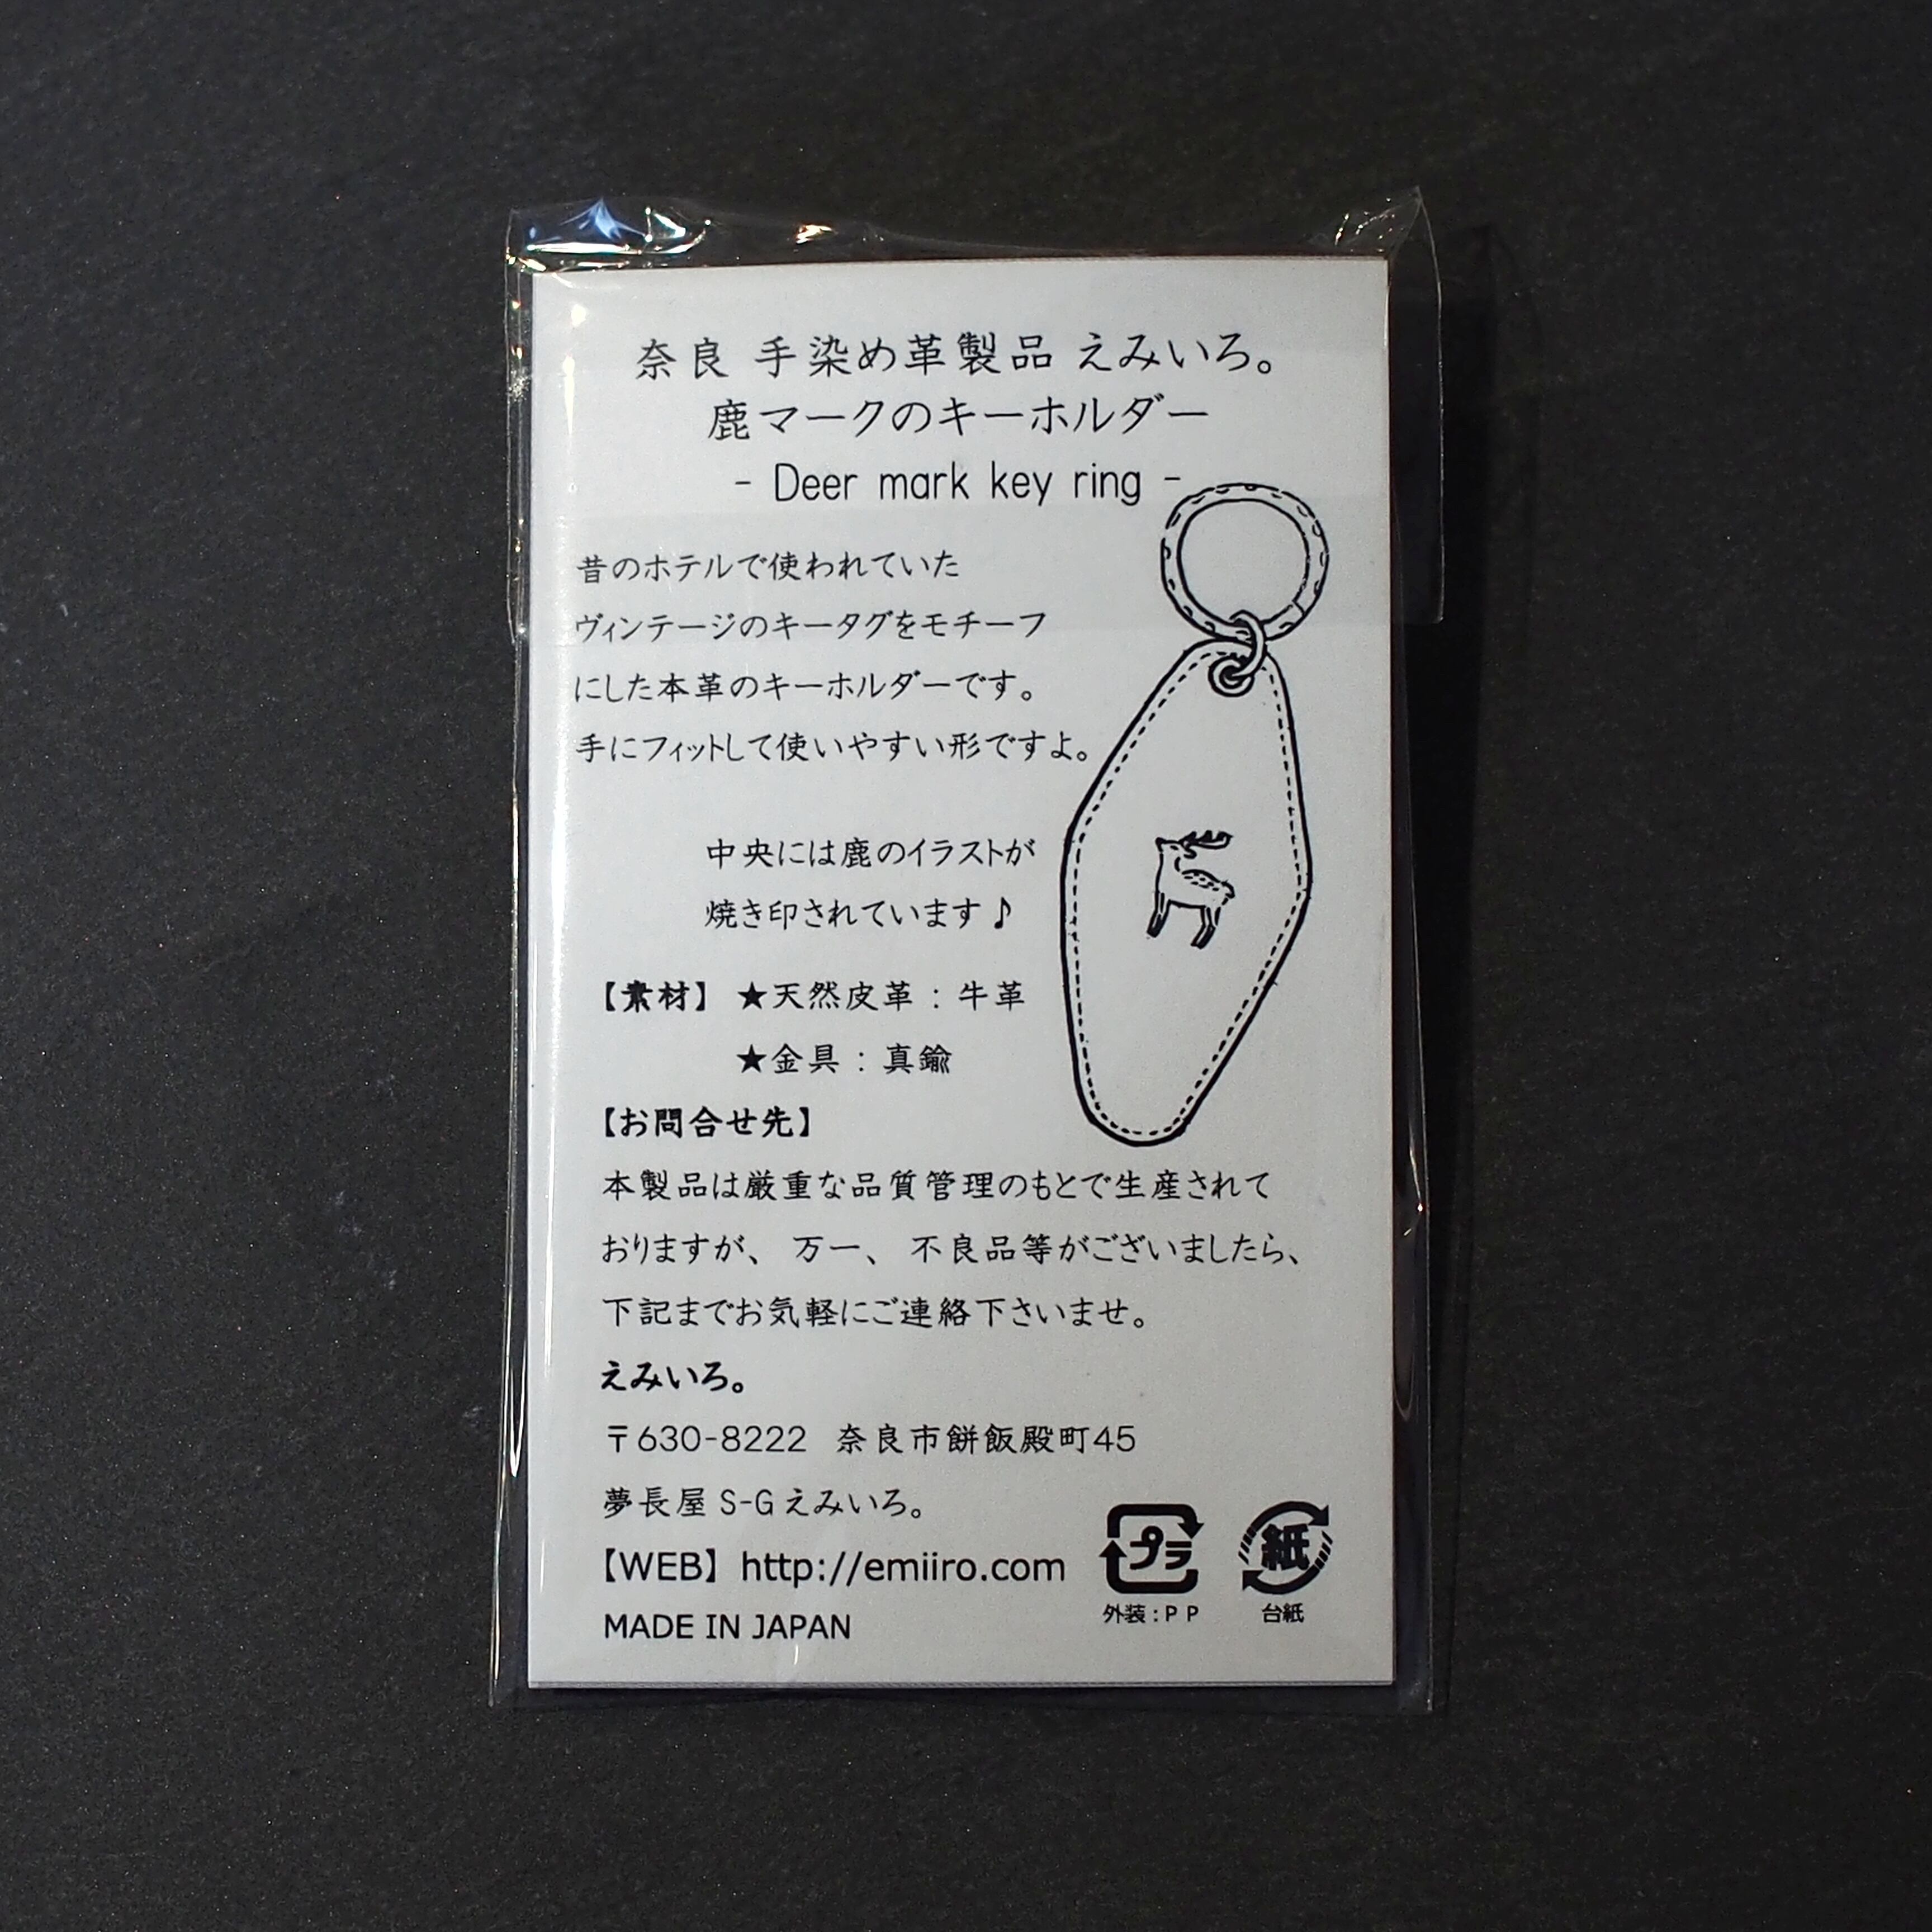 奈良 手染め革製品 えみいろ。
鹿マークのキーホルダー
- Deer mark key ring -
昔のホテルで使われていた
ヴィンテージのキータグをモチーフ
にした本革のキーホルダーです。
手にフィットして使いやすい形ですよ。
中央には鹿のイラストが
焼き印されています♪
【素材】 ★天然皮革：牛革
★金具：真鍮
【お問合せ先】
本製品は厳重な品質管理のもとで生産されて
おりますが、 万一、 不良品等がございましたら、
下記までお気軽にご連絡下さいませ。
えみいろ。
〒630-8222 奈良市餅飯殿町45
夢長屋 S-G えみいろ。
【WEB】 http://emiiro.com
MADE IN JAPAN
プラ
外装：PP
紙
台紙